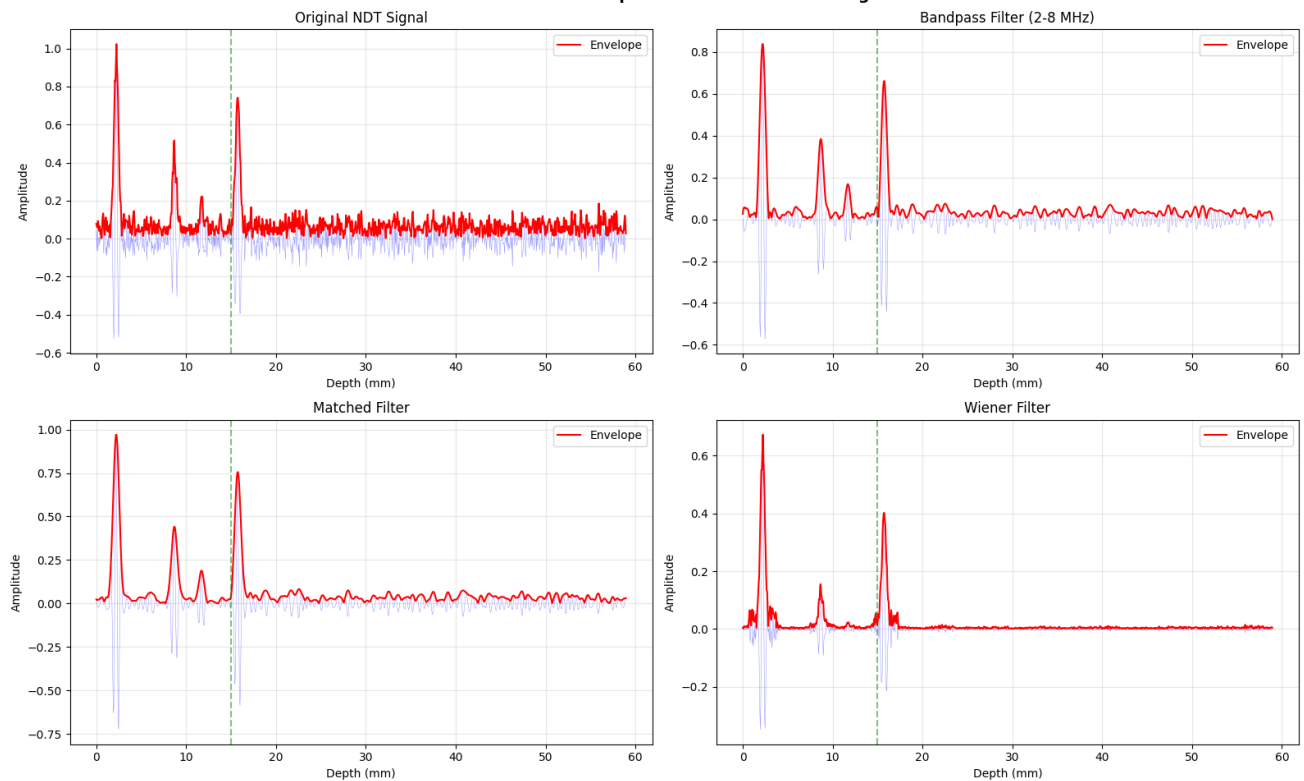 Original NDT Signal
Envelope
1.0
0.8
0.6
0.4
0.2
0.0
−0.2
−0.4
−0.6
Amplitude
0 10 20 30 40 50 60
Depth (mm)
Bandpass Filter (2-8 MHz)
Envelope
0.8
0.6
0.4
0.2
0.0
−0.2
−0.4
−0.6
Amplitude
0 10 20 30 40 50 60
Depth (mm)
Matched Filter
Envelope
1.00
0.75
0.50
0.25
0.00
−0.25
−0.50
−0.75
Amplitude
0 10 20 30 40 50 60
Depth (mm)
Wiener Filter
Envelope
0.6
0.4
0.2
0.0
−0.2
Amplitude
0 10 20 30 40 50 60
Depth (mm)